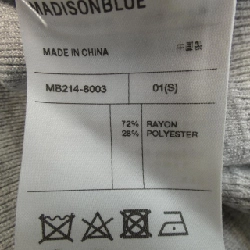 MADISONBLUE
MADE IN CHINA
MB214-8003 01(S)
72% RAYON
28% POLYESTER